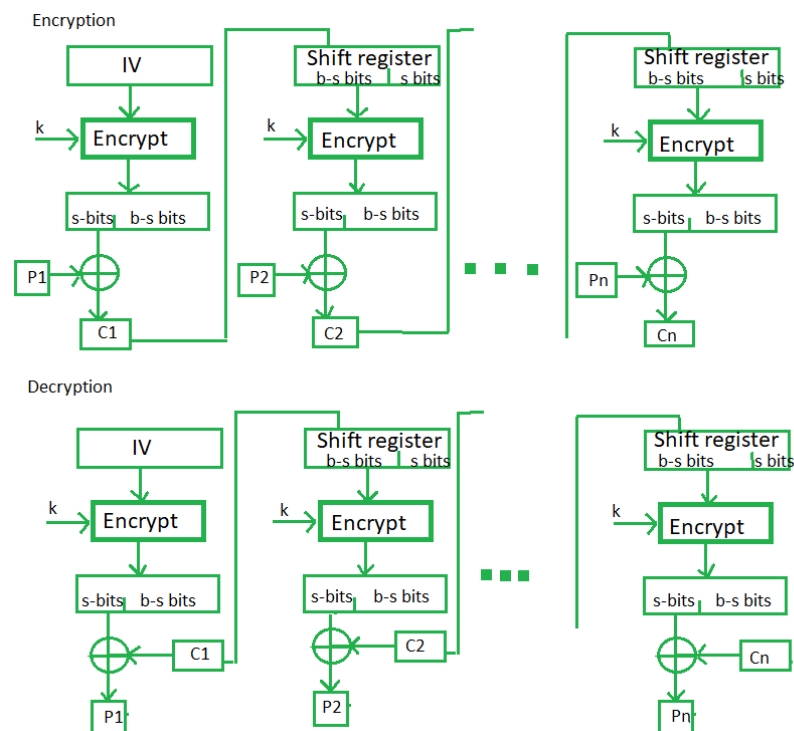 Encryption
IV
Shift register
b-s bits s bits
Shift register
b-s bits s bits
k
Encrypt
k
Encrypt
k
Encrypt
s-bits b-s bits
s-bits b-s bits
s-bits b-s bits
P1
P2
Pn
C1
C2
Cn
Decryption
IV
Shift register
b-s bits s bits
Shift register
b-s bits s bits
k
Encrypt
k
Encrypt
k
Encrypt
s-bits b-s bits
s-bits b-s bits
s-bits b-s bits
C1
C2
Cn
P1
P2
Pn